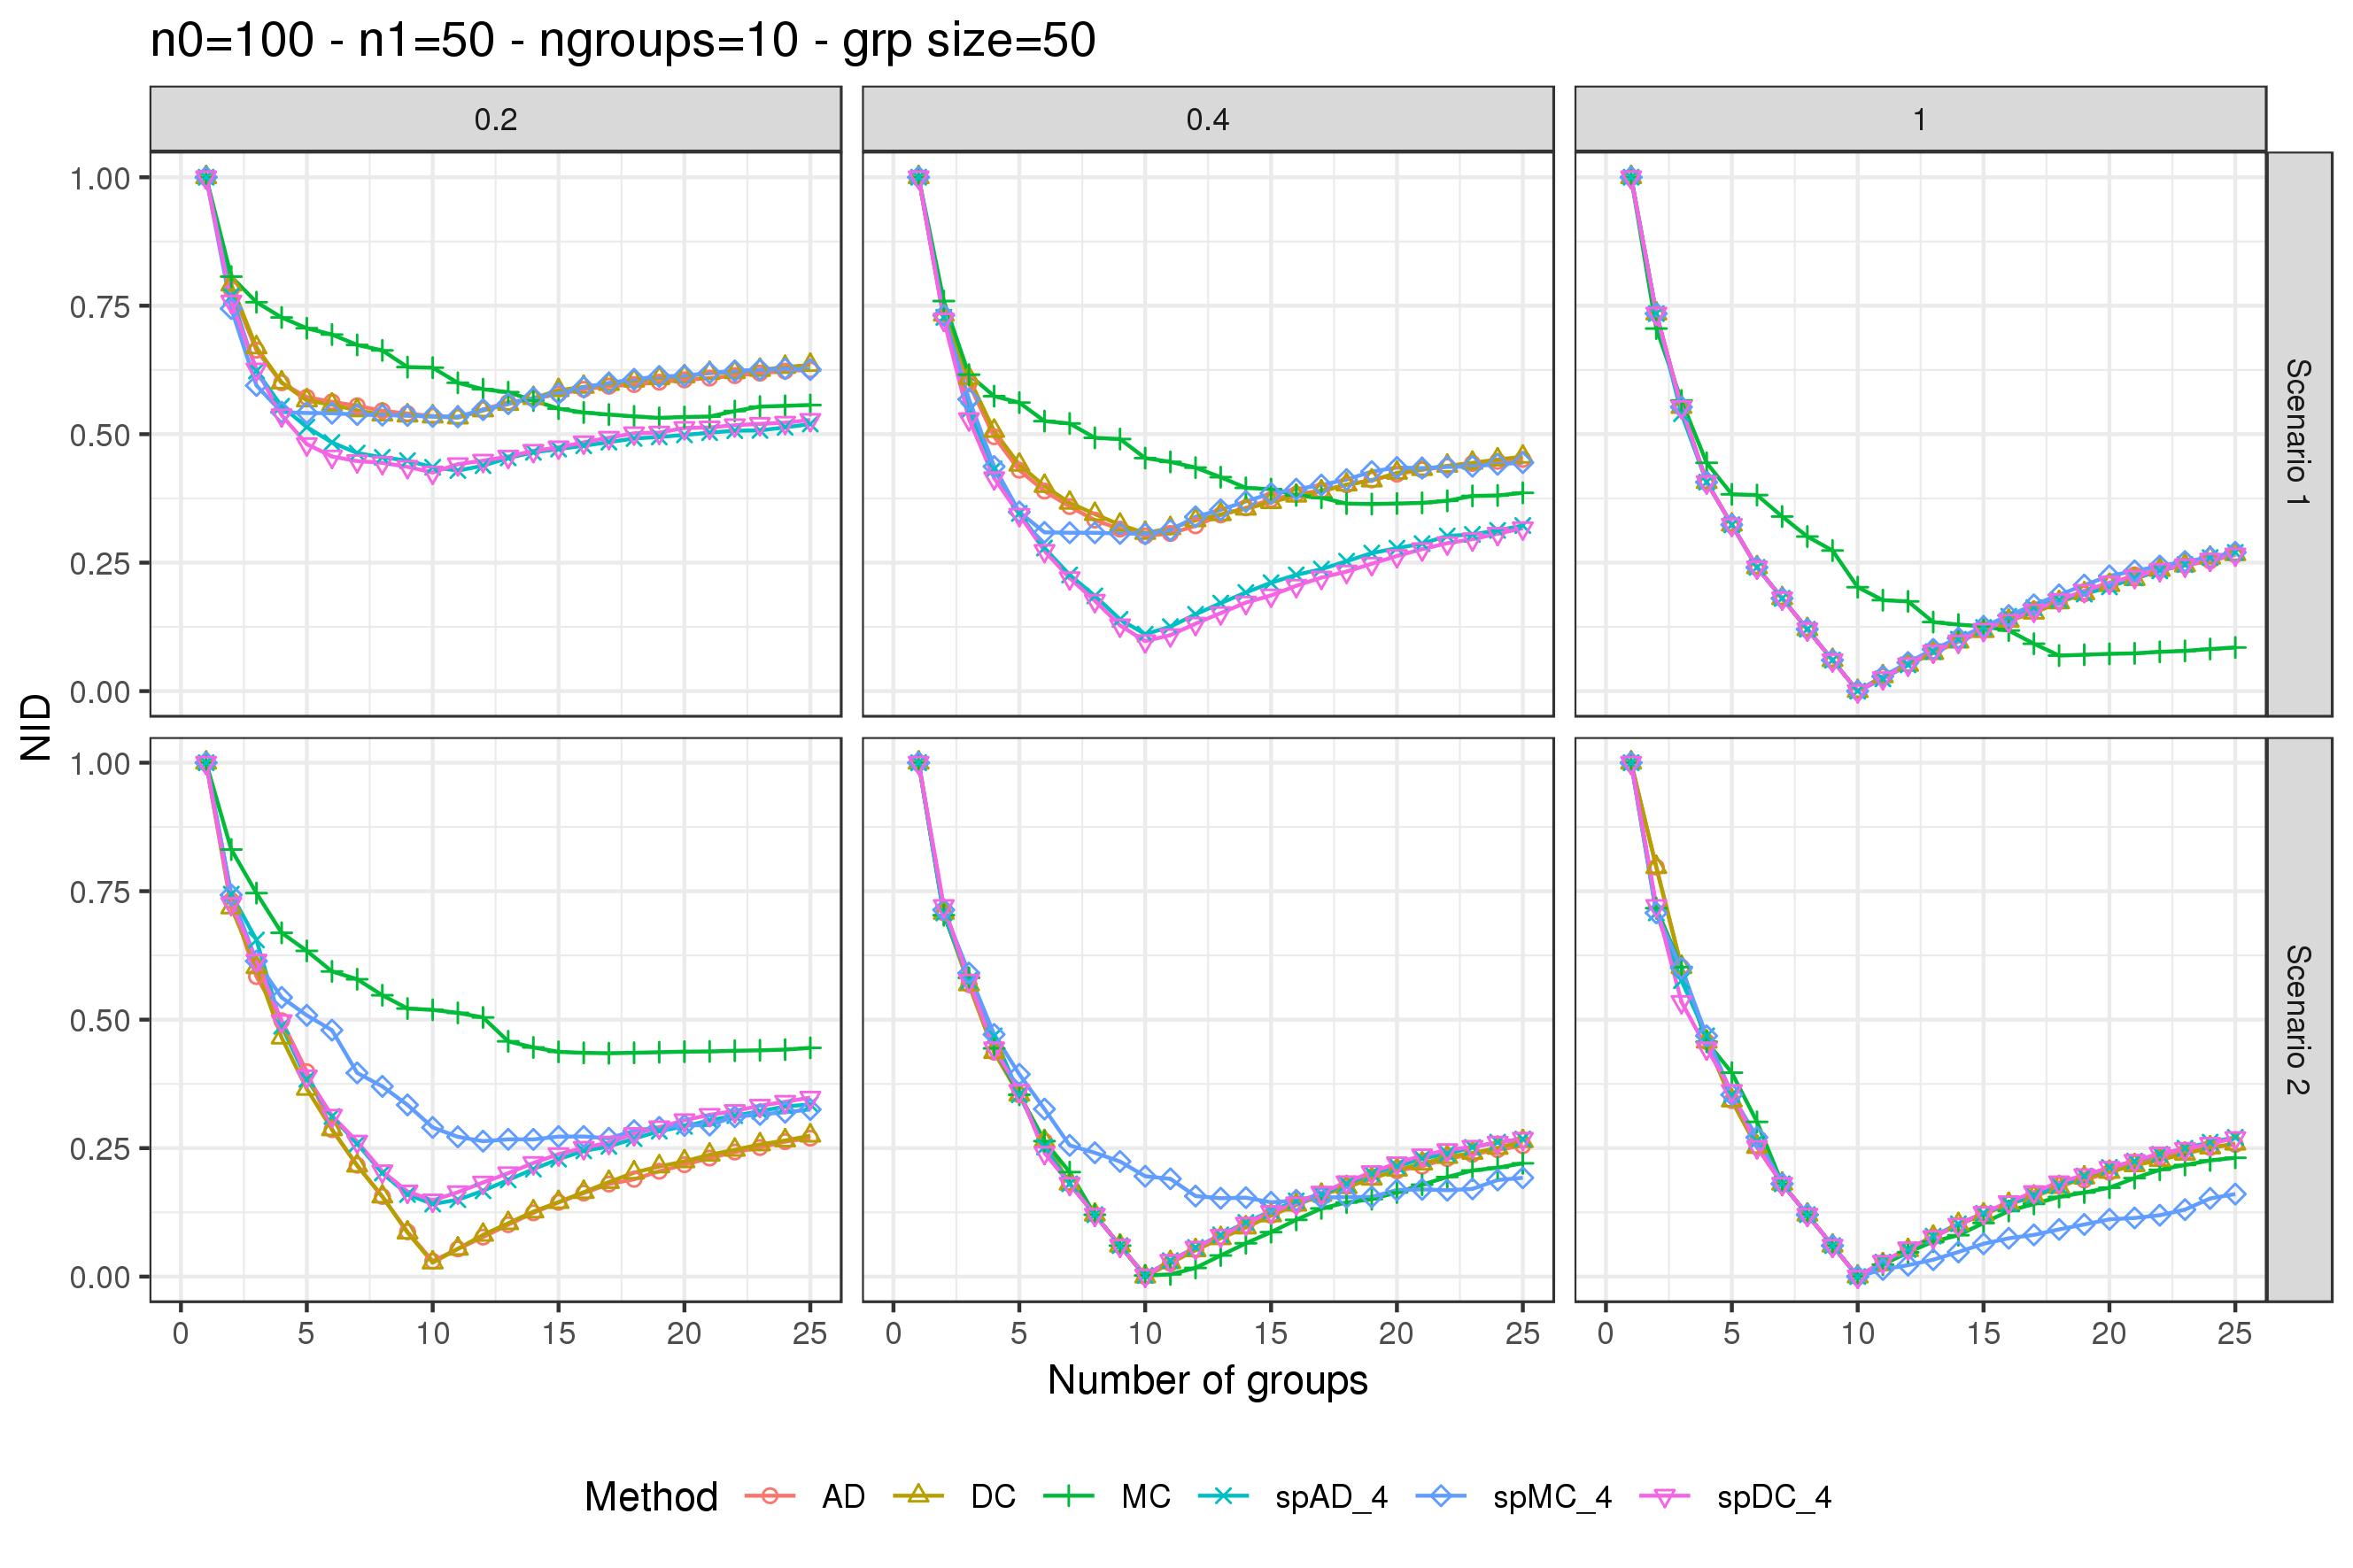 n0=100 - n1=50 - ngroups=10 - grp size=50
0.2 0.4 1
1.00
0.75
0.50
0.25
0.00
Scenario 1
NID
1.00
0.75
0.50
0.25
0.00
Scenario 2
0 5 10 15 20 25 0 5 10 15 20 25 0 5 10 15 20 25
Number of groups
Method AD DC MC spAD_4 spMC_4 spDC_4